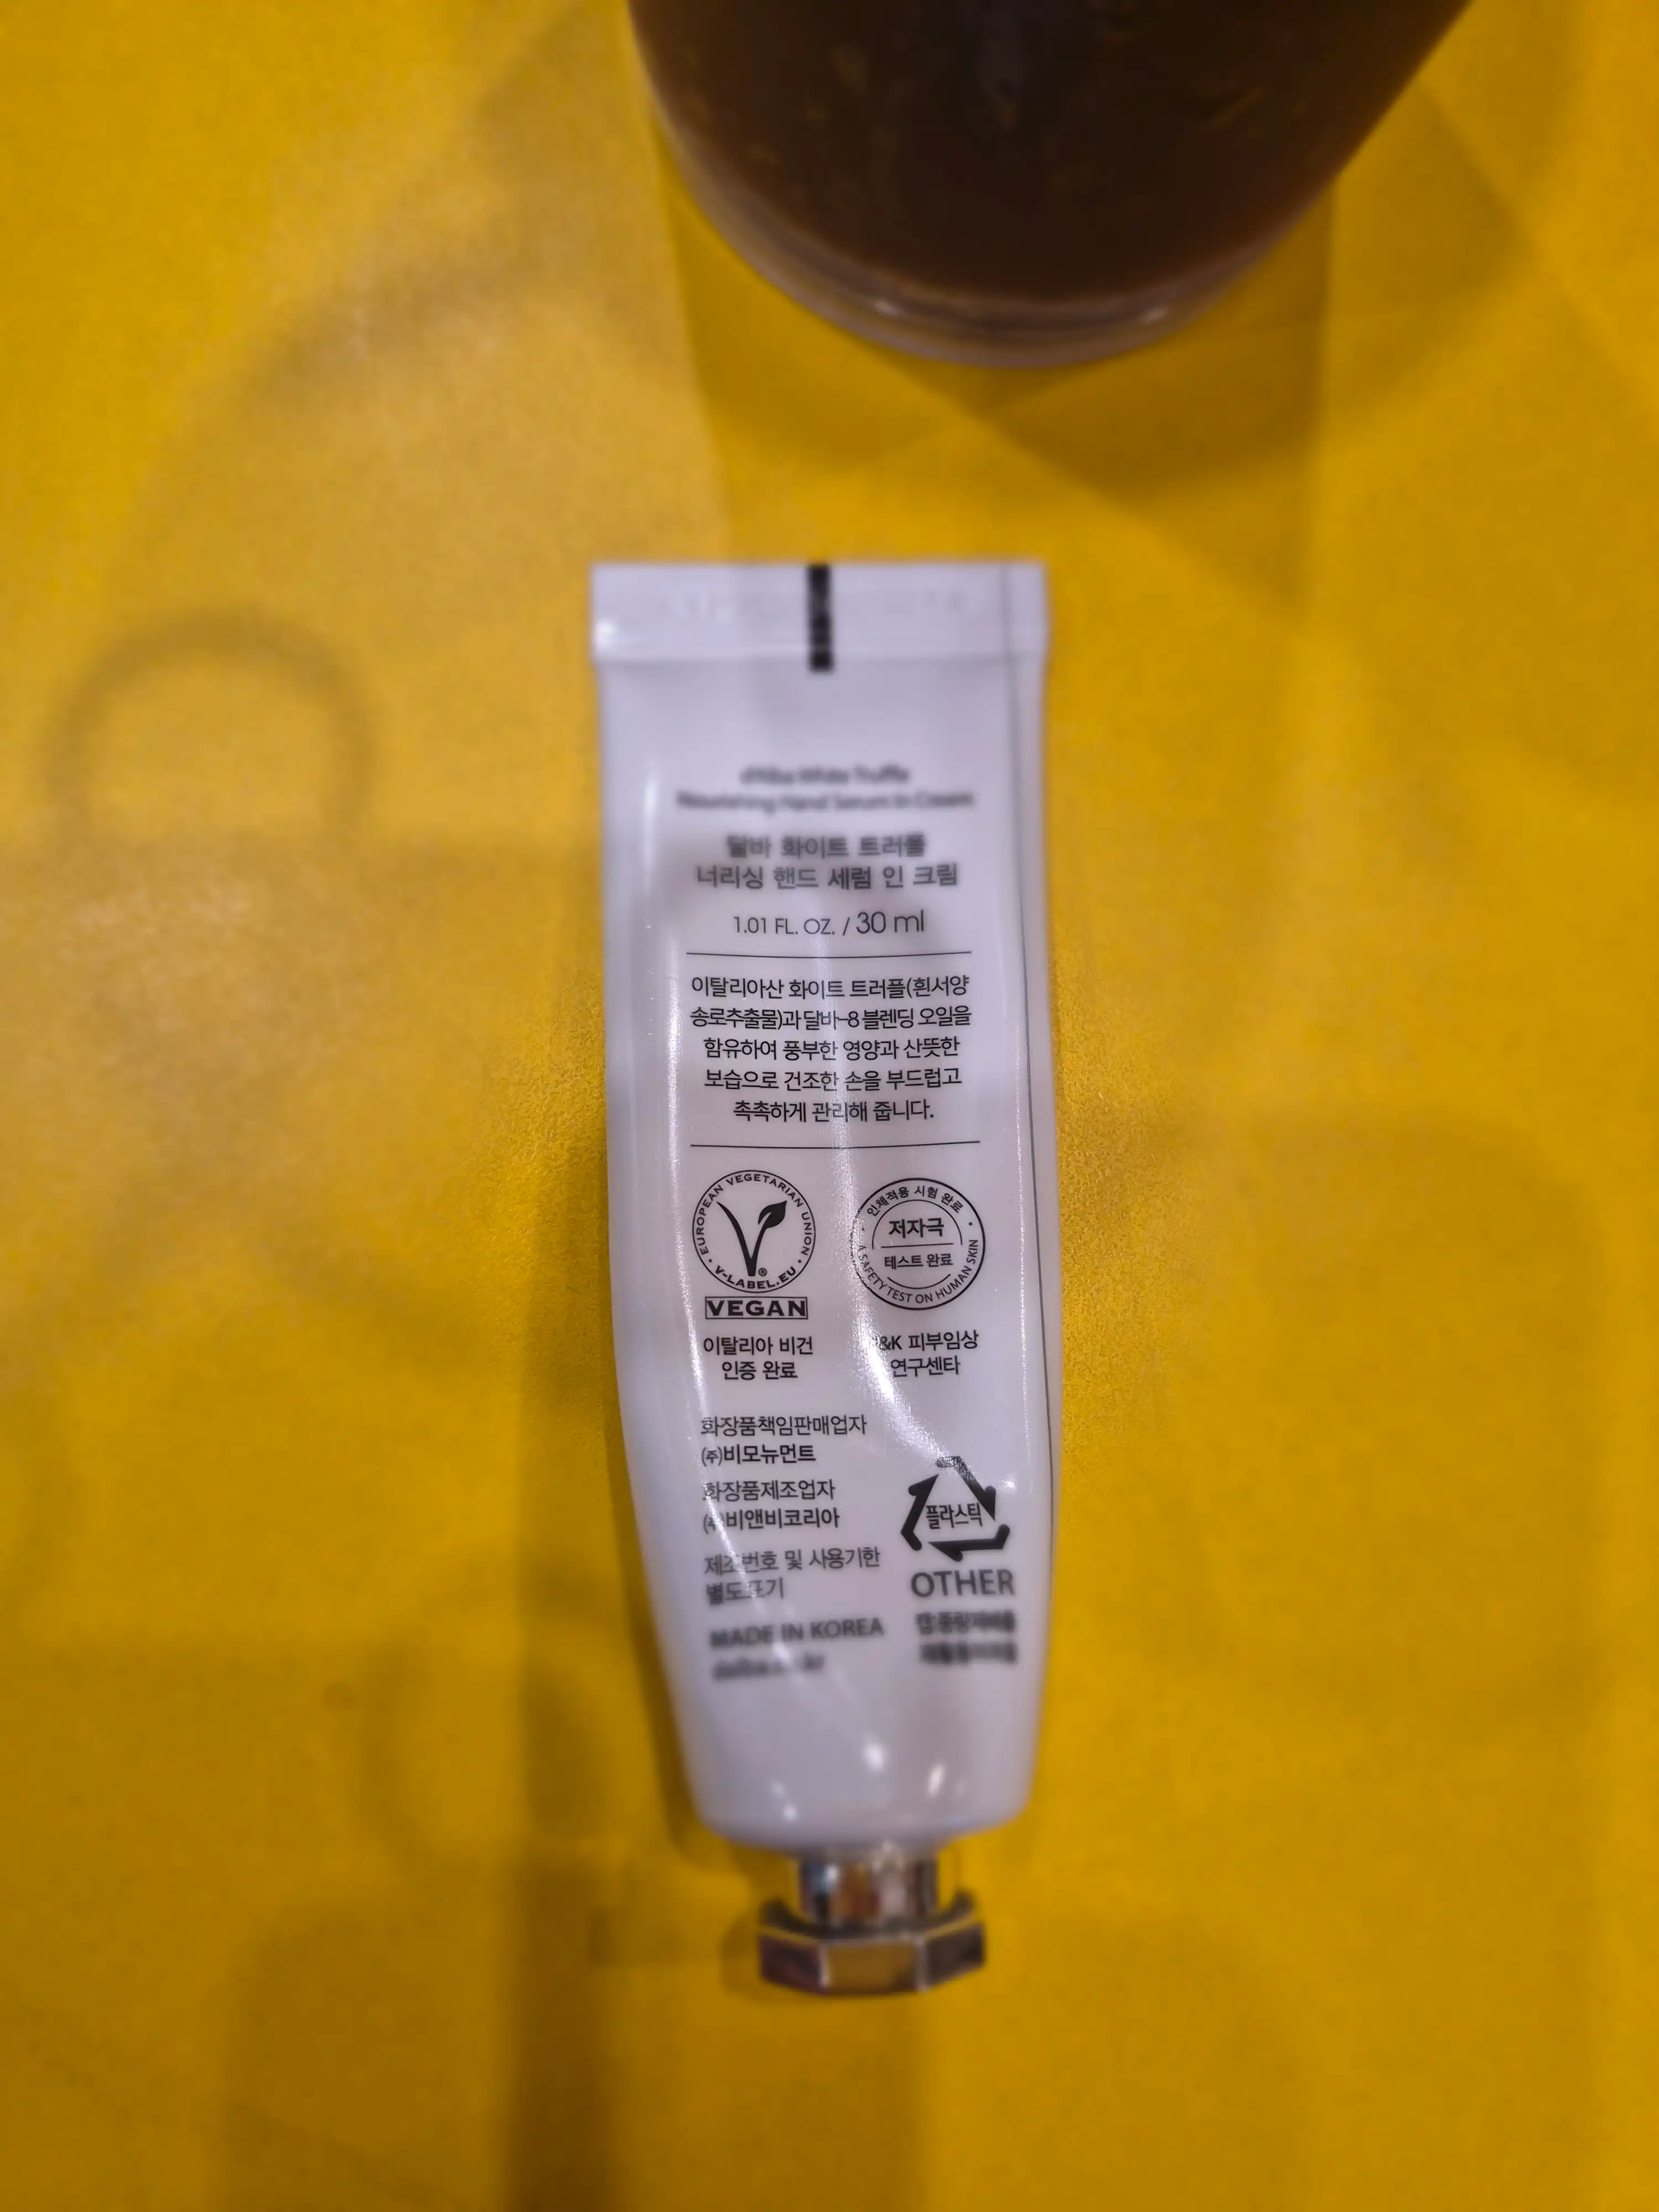 d'Alba White Truffle
Nourishing Hand Serum In Cream
달바 화이트 트러플
너리싱 핸드 세럼 인 크림
1.01 FL. OZ. / 30 ml
이탈리아산 화이트 트러플(흰서양
송로추출물)과 달바-8 블렌딩 오일을
함유하여 풍부한 영양과 산뜻한
보습으로 건조한 손을 부드럽고
촉촉하게 관리해 줍니다.
EUROPEAN VEGETARIAN UNION
V-LABEL.EU
®
VEGAN
이탈리아 비건
인증 완료
인체적용 시험 완료
저자극
테스트 완료
A SAFETY TEST ON HUMAN SKIN
P&K 피부임상
연구센타
화장품책임판매업자
(주)비모뉴먼트
화장품제조업자
(주)비앤비코리아
제조번호 및 사용기한
별도표기
MADE IN KOREA
플라스틱
OTHER